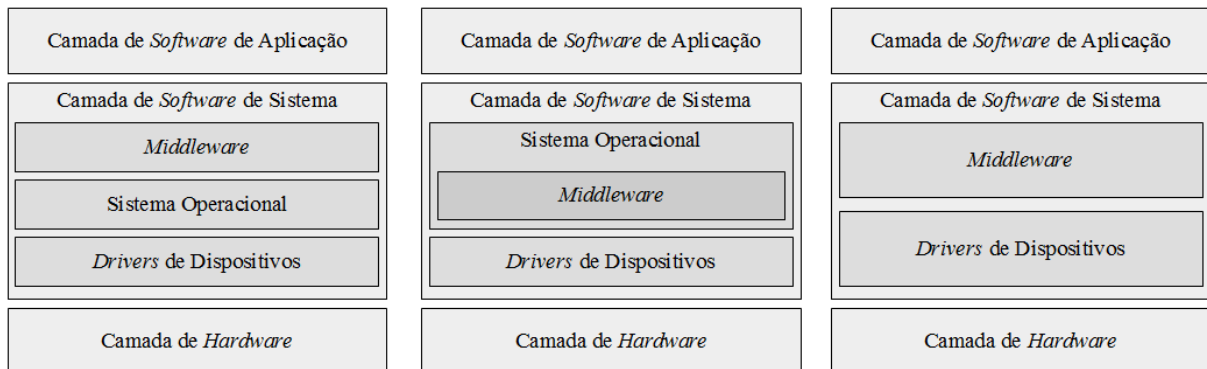 Camada de Software de Aplicação
Camada de Software de Sistema
Middleware
Sistema Operacional
Drivers de Dispositivos
Camada de Hardware
Camada de Software de Aplicação
Camada de Software de Sistema
Sistema Operacional
Middleware
Drivers de Dispositivos
Camada de Hardware
Camada de Software de Aplicação
Camada de Software de Sistema
Middleware
Drivers de Dispositivos
Camada de Hardware